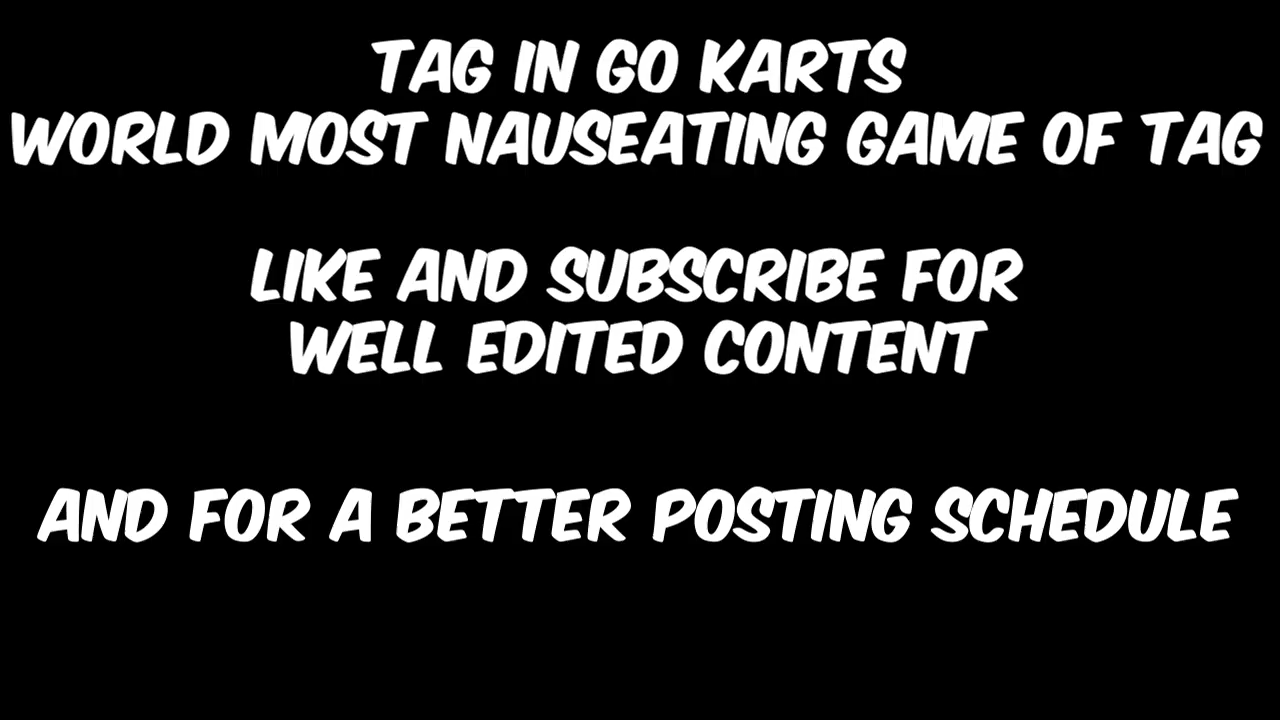 TAG IN GO KARTS
WORLD MOST NAUSEATING GAME OF TAG
LIKE AND SUBSCRIBE FOR
WELL EDITED CONTENT
AND FOR A BETTER POSTING SCHEDULE